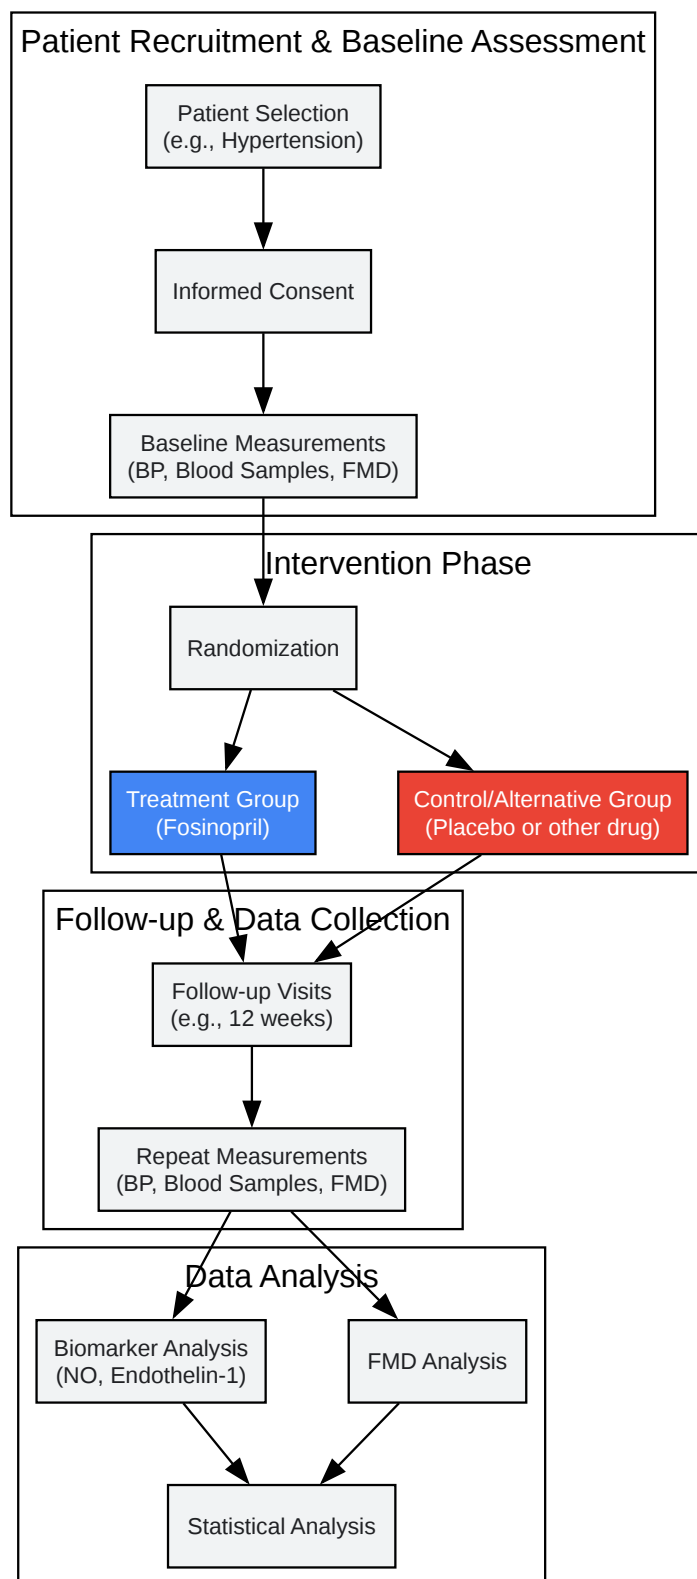 Patient Recruitment & Baseline Assessment
Patient Selection
(e.g., Hypertension)
Informed Consent
Baseline Measurements
(BP, Blood Samples, FMD)
Intervention Phase
Randomization
Treatment Group
(Fosinopril)
Control/Alternative Group
(Placebo or other drug)
Follow-up & Data Collection
Follow-up Visits
(e.g., 12 weeks)
Repeat Measurements
(BP, Blood Samples, FMD)
Data Analysis
Biomarker Analysis
(NO, Endothelin-1)
FMD Analysis
Statistical Analysis